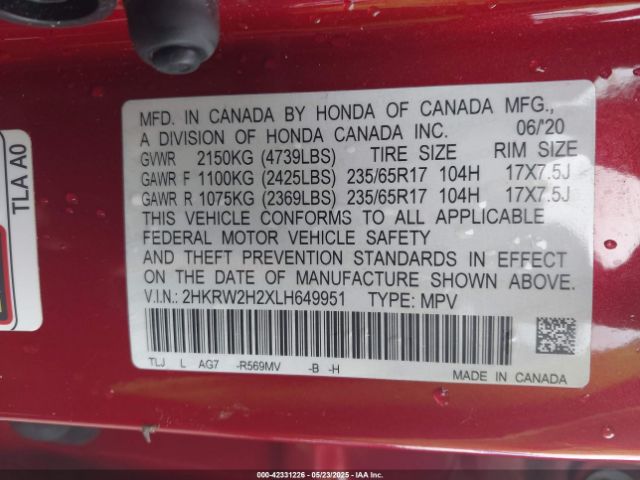 MFD. IN CANADA BY HONDA OF CANADA MFG.,
A DIVISION OF HONDA CANADA INC. 06/'20
GVWR 2150KG (4739LBS) TIRE SIZE RIM SIZE
GAWR F 1100KG (2425LBS) 235/65R17 104H 17X7.5J
GAWR R 1075KG (2369LBS) 235/65R17 104H 17X7.5J
THIS VEHICLE CONFORMS TO ALL APPLICABLE
FEDERAL MOTOR VEHICLE SAFETY
AND THEFT PREVENTION STANDARDS IN EFFECT
ON THE DATE OF MANUFACTURE SHOWN ABOVE.
V.I.N.: 2HKRW2H2XLH649951 TYPE: MPV
TLJ L AG7 -R569MV -B -H
MADE IN CANADA
TLA A0
000-42331226 - 05/23/2025 - IAA Inc.